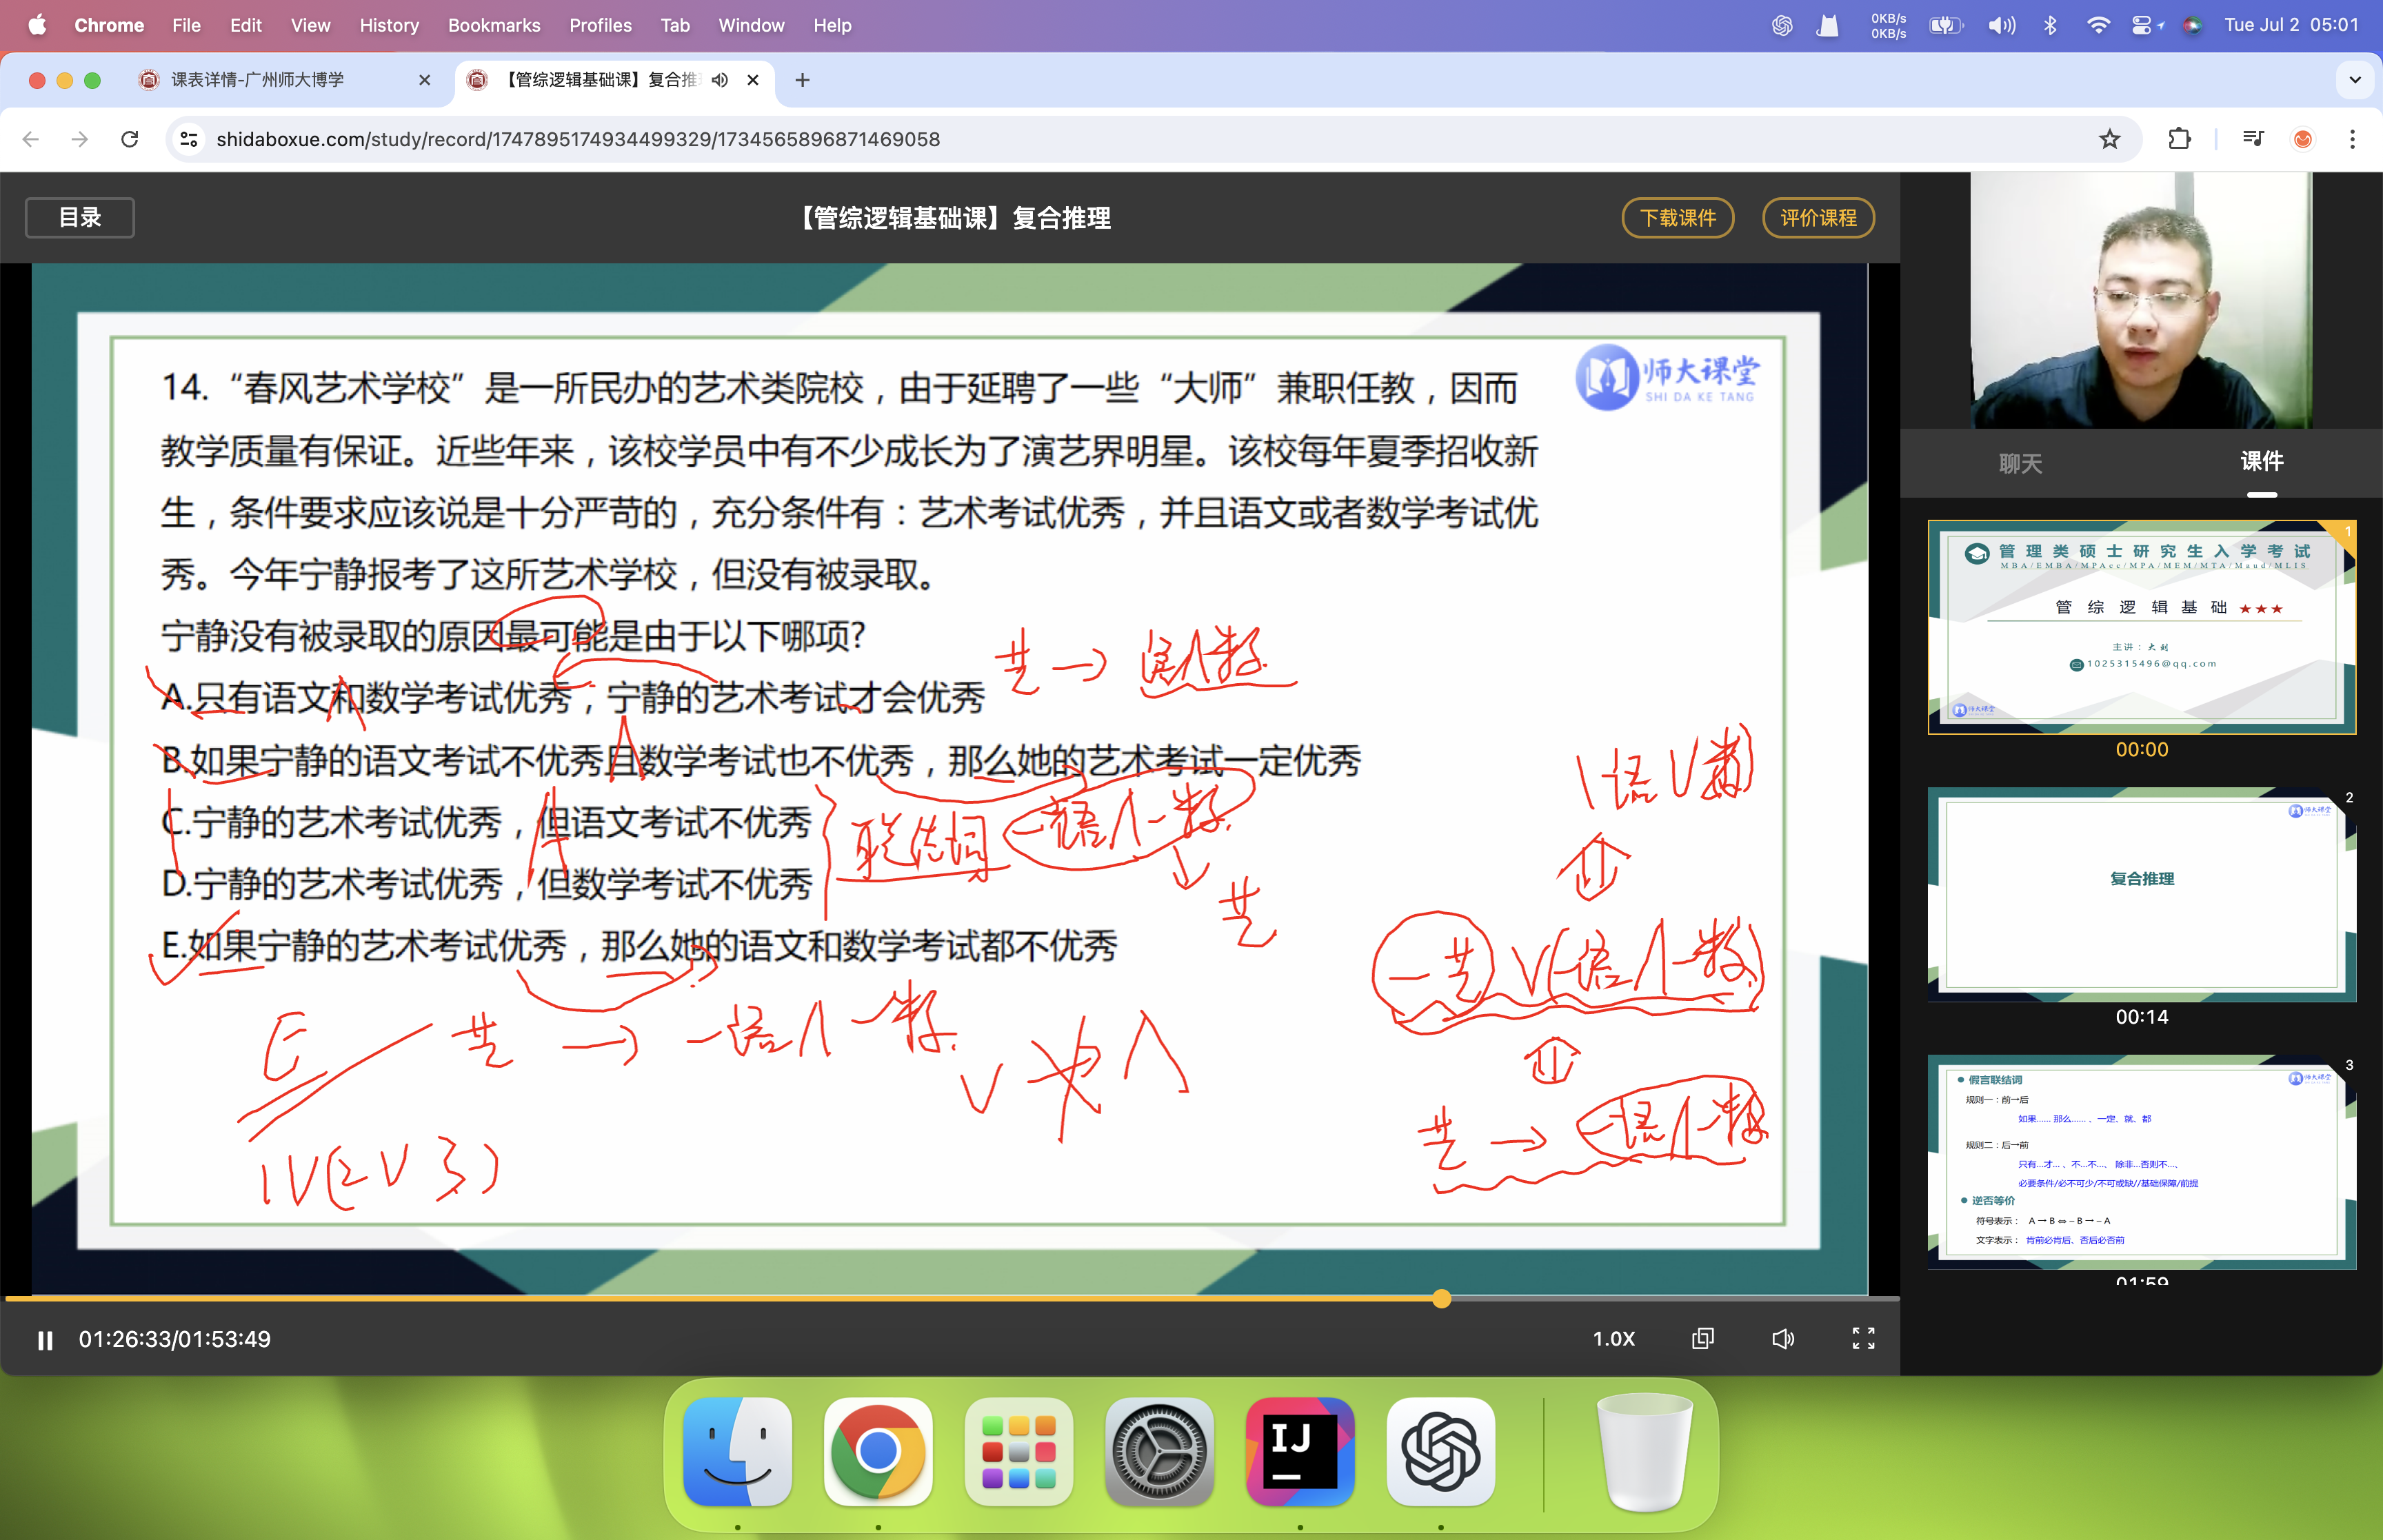 Chrome File Edit View History Bookmarks Profiles Tab Window Help
0KB/s
0KB/s
Tue Jul 2 05:01
课表详情-广州师大博学
【管综逻辑基础课】复合推
shidaboxue.com/study/record/1747895174934499329/1734565896871469058
目录
【管综逻辑基础课】复合推理
下载课件
评价课程
14. “春风艺术学校”是一所民办的艺术类院校，由于延聘了一些“大师”兼职任教，因而
教学质量有保证。近些年来，该校学员中有不少成长为了演艺界明星。该校每年夏季招收新
生，条件要求应该说是十分严苛的，充分条件有：艺术考试优秀，并且语文或者数学考试优
秀。今年宁静报考了这所艺术学校，但没有被录取。
宁静没有被录取的原因最可能是由于以下哪项?
A.只有语文和数学考试优秀，宁静的艺术考试才会优秀
B.如果宁静的语文考试不优秀且数学考试也不优秀，那么她的艺术考试一定优秀
C.宁静的艺术考试优秀，但语文考试不优秀
D.宁静的艺术考试优秀，但数学考试不优秀
E.如果宁静的艺术考试优秀，那么她的语文和数学考试都不优秀
师大课堂
SHI DA KE TANG
艺→语∧数
联结词
-语∧-数
↓
艺
-艺∨(-语∧-数)
艺→-语∧-数
E
艺→-语∧-数
1∨(2∨3)
01:26:33/01:53:49
1.0X
聊天
课件
1
管理类硕士研究生入学考试
MBA/EMBA/MPAcc/MPA/MEM/MTA/Maud/MLIS
管综逻辑基础★★★
主讲：大刘
1025315496@qq.com
师大课堂
00:00
2
师大课堂
复合推理
00:14
3
师大课堂
假言联结词
规则一：前→后
如果…… 那么…… 、一定、就、都
规则二：后→前
只有…才… 、不…不…、 除非…否则不…、
必要条件/必不可少/不可或缺//基础保障/前提
逆否等价
符号表示： A→B⇔－B→－A
文字表示： 肯前必肯后、否后必否前
01:59
IJ